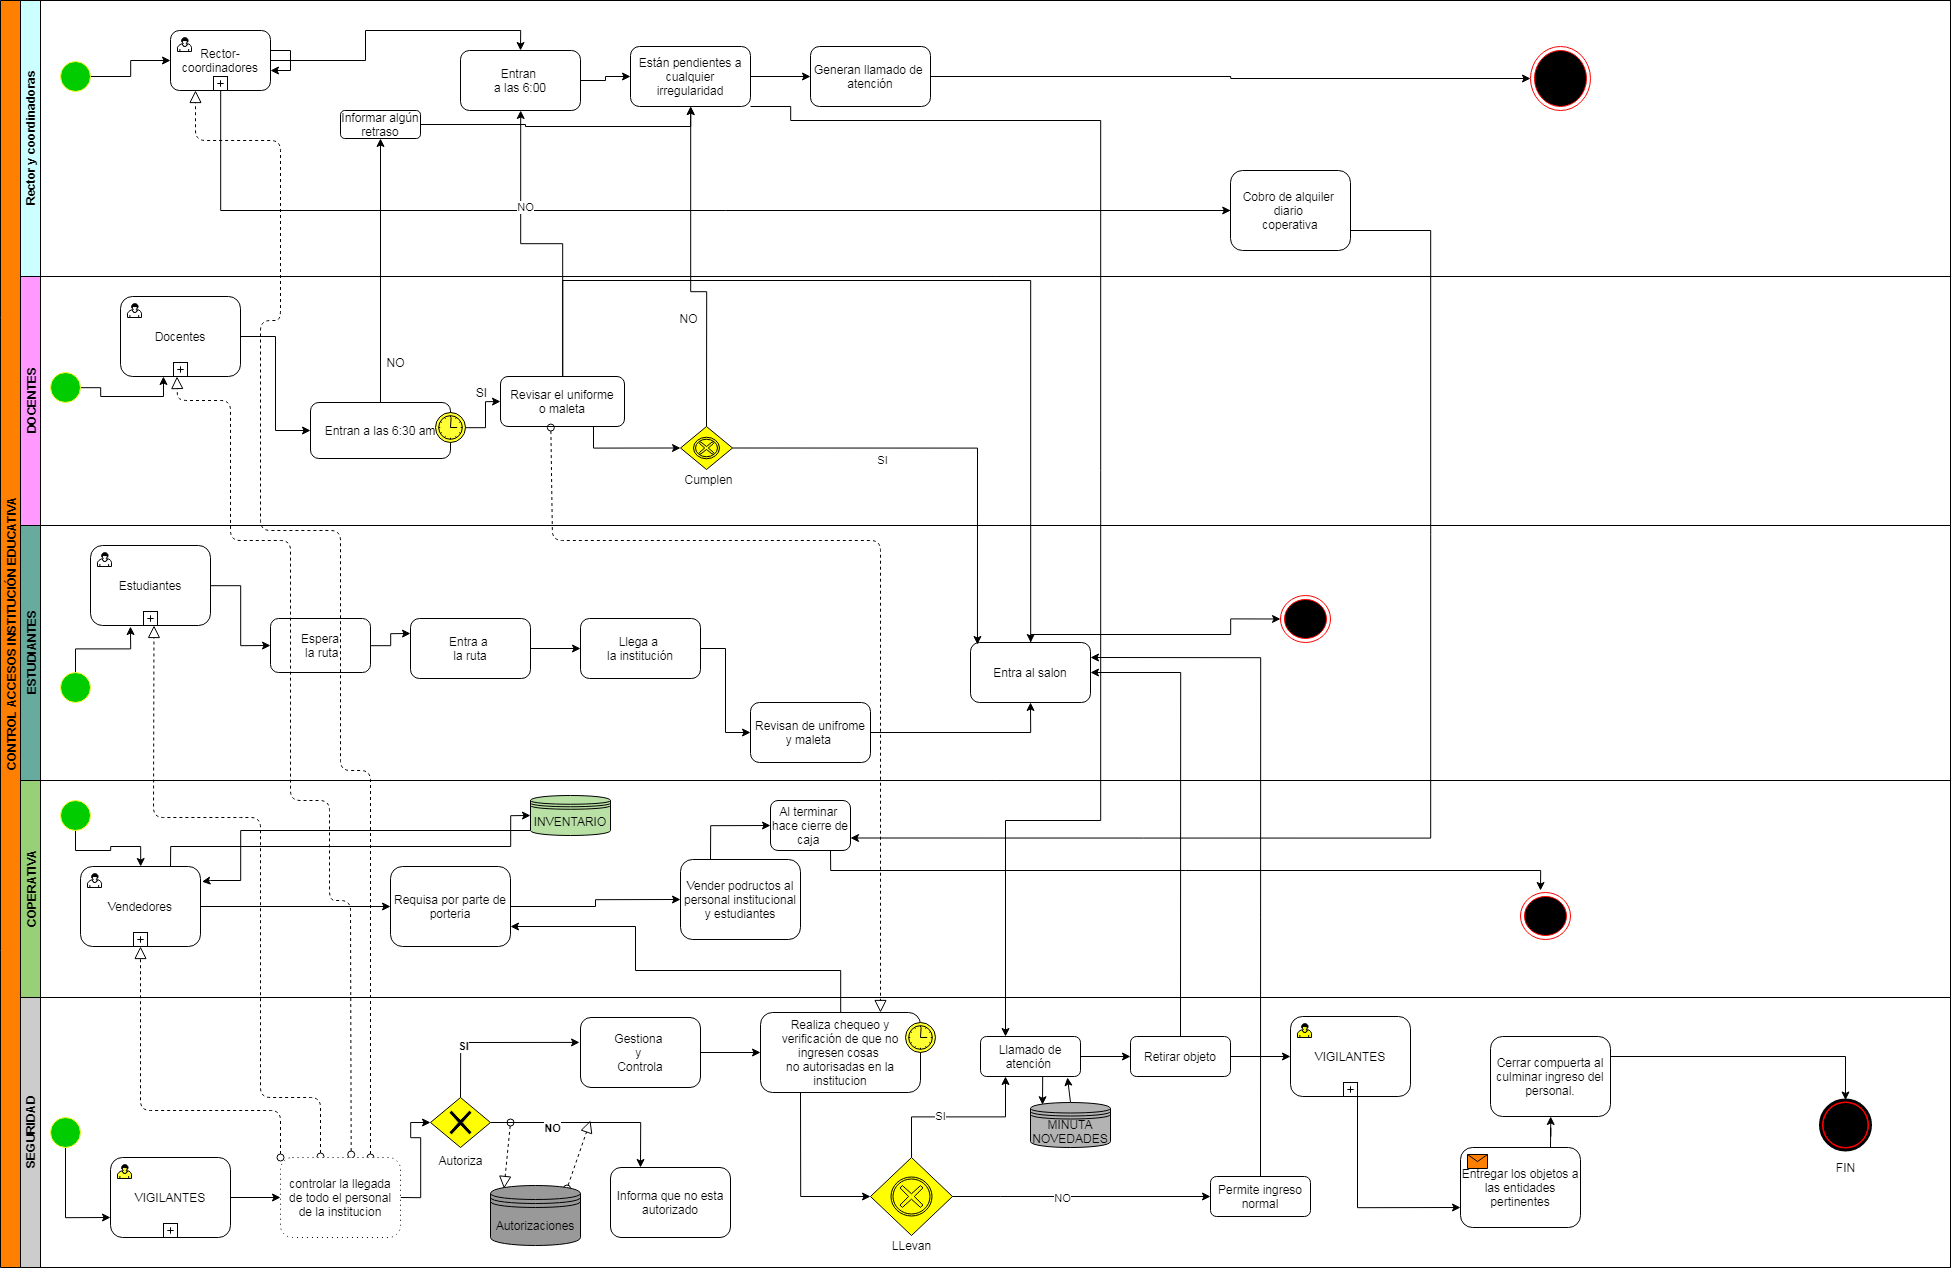 CONTROL ACCESOS INSTITUCIÓN EDUCATIVA
Rector y coordinadoras
Rector-
coordinadores
Entran
a las 6:00
Están pendientes a
cualquier
irregularidad
Generan llamado de
atención
Informar algún
retraso
NO
Cobro de alquiler
diario
coperativa
DOCENTES
Docentes
NO
NO
Entran a las 6:30 am
SI
Revisar el uniforme
o maleta
Cumplen
SI
ESTUDIANTES
Estudiantes
Espera
la ruta
Entra a
la ruta
Llega a
la institución
Revisan de unifrome
y maleta
Entra al salon
COPERATIVA
INVENTARIO
Vendedores
Requisa por parte de
porteria
Vender podructos al
personal institucional
y estudiantes
Al terminar
hace cierre de
caja
SEGURIDAD
VIGILANTES
controlar la llegada
de todo el personal
de la institucion
SI
Autoriza
NO
Gestiona
y
Controla
Autorizaciones
Informa que no esta
autorizado
Realiza chequeo y
verificación de que no
ingresen cosas
no autorisadas en la
institucion
SI
LLevan
NO
Llamado de
atención
MINUTA
NOVEDADES
Retirar objeto
Permite ingreso
normal
VIGILANTES
Cerrar compuerta al
culminar ingreso del
personal.
Entregar los objetos a
las entidades
pertinentes
FIN